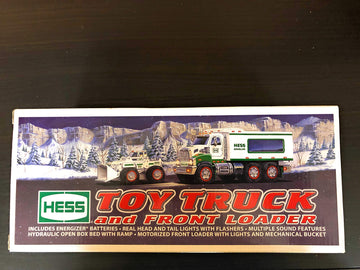 HESS
HESS
TOY TRUCK
and FRONT LOADER
INCLUDES ENERGIZER® BATTERIES • REAL HEAD AND TAIL LIGHTS WITH FLASHERS • MULTIPLE SOUND FEATURES
HYDRAULIC OPEN BOX BED WITH RAMP • MOTORIZED FRONT LOADER WITH LIGHTS AND MECHANICAL BUCKET